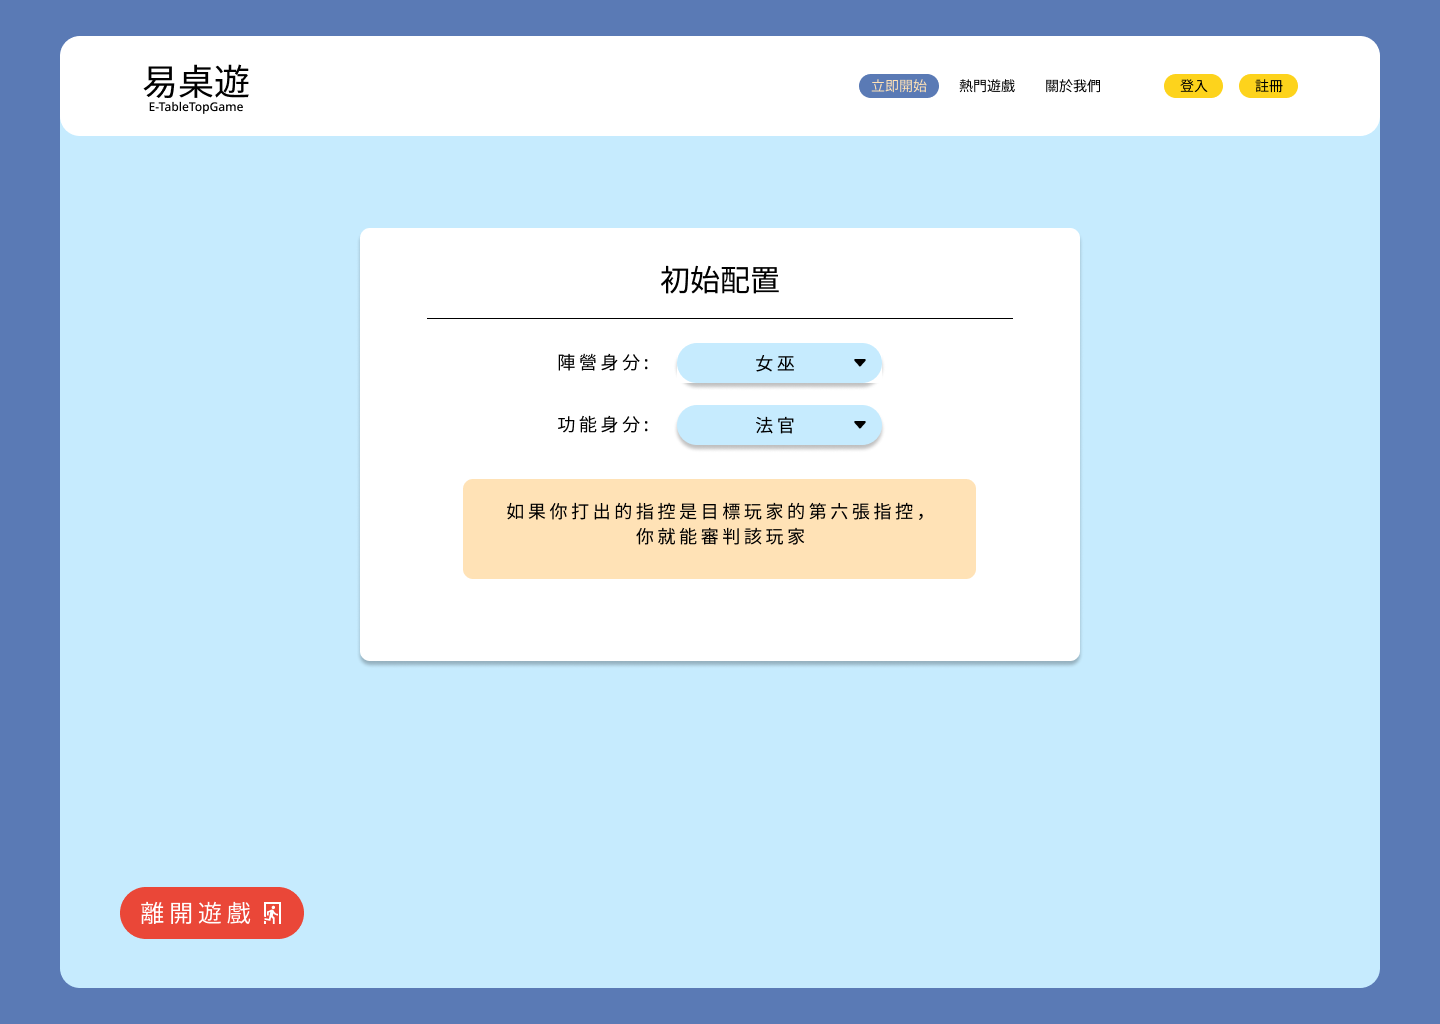 易桌遊
E-TableTopGame
立即開始 熱門遊戲 關於我們 登入 註冊
初始配置
陣營身分: 女巫
功能身分: 法官
如果你打出的指控是目標玩家的第六張指控,
你就能審判該玩家
離開遊戲